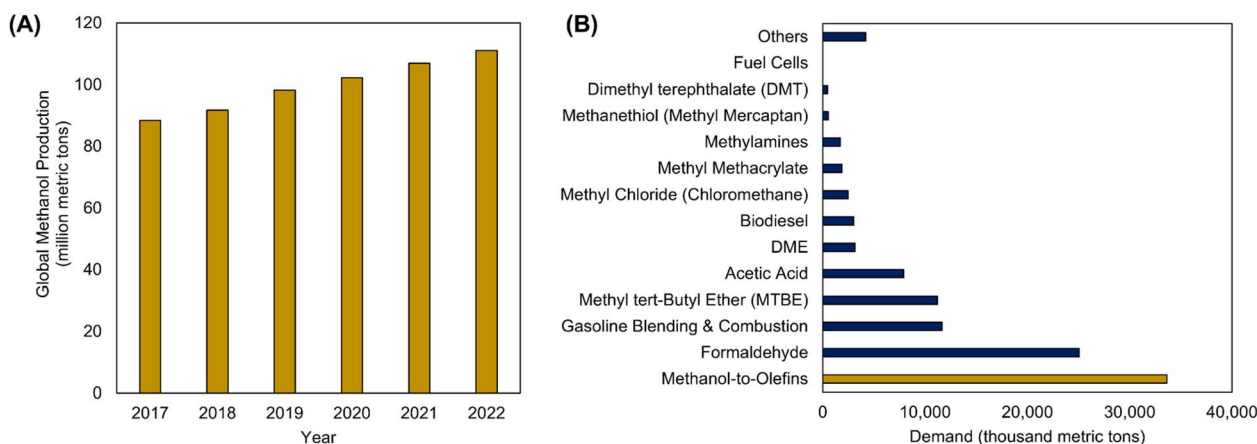 (A)
Global Methanol Production
(million metric tons)
120
100
80
60
40
20
0
2017 2018 2019 2020 2021 2022
Year
(B)
Others
Fuel Cells
Dimethyl terephthalate (DMT)
Methanethiol (Methyl Mercaptan)
Methylamines
Methyl Methacrylate
Methyl Chloride (Chloromethane)
Biodiesel
DME
Acetic Acid
Methyl tert-Butyl Ether (MTBE)
Gasoline Blending & Combustion
Formaldehyde
Methanol-to-Olefins
0 10,000 20,000 30,000 40,000
Demand (thousand metric tons)